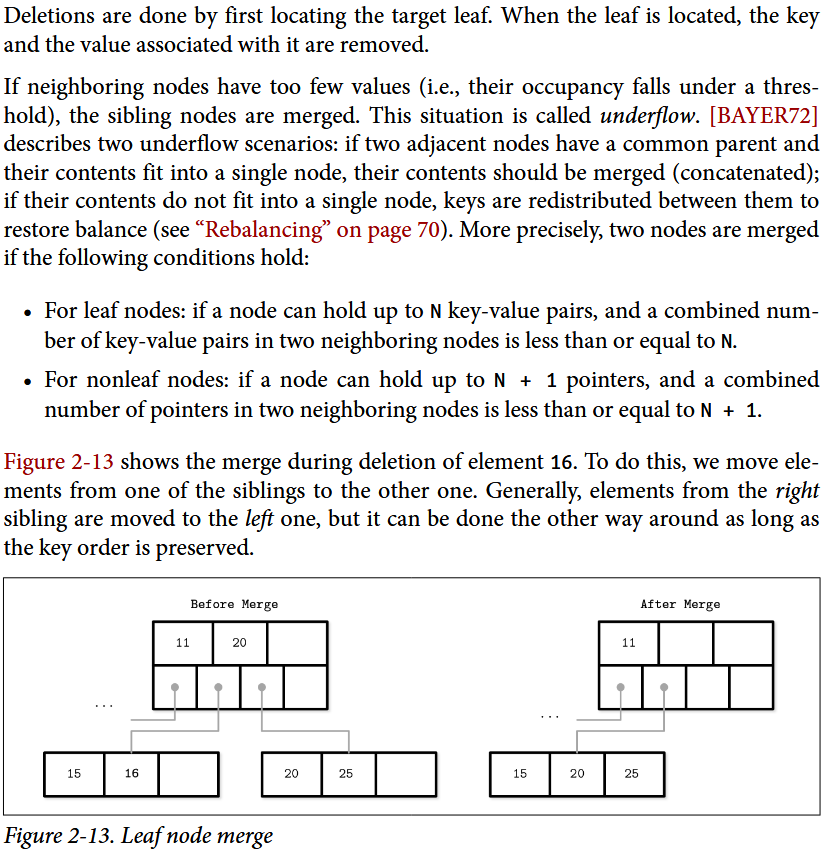 Deletions are done by first locating the target leaf. When the leaf is located, the key
and the value associated with it are removed.
If neighboring nodes have too few values (i.e., their occupancy falls under a thres-
hold), the sibling nodes are merged. This situation is called underflow. [BAYER72]
describes two underflow scenarios: if two adjacent nodes have a common parent and
their contents fit into a single node, their contents should be merged (concatenated);
if their contents do not fit into a single node, keys are redistributed between them to
restore balance (see “Rebalancing” on page 70). More precisely, two nodes are merged
if the following conditions hold:
• For leaf nodes: if a node can hold up to N key-value pairs, and a combined num-
ber of key-value pairs in two neighboring nodes is less than or equal to N.
• For nonleaf nodes: if a node can hold up to N + 1 pointers, and a combined
number of pointers in two neighboring nodes is less than or equal to N + 1.
Figure 2-13 shows the merge during deletion of element 16. To do this, we move ele-
ments from one of the siblings to the other one. Generally, elements from the right
sibling are moved to the left one, but it can be done the other way around as long as
the key order is preserved.
Before Merge
11 20
...
15 16
20 25
After Merge
11
...
15 20 25
Figure 2-13. Leaf node merge